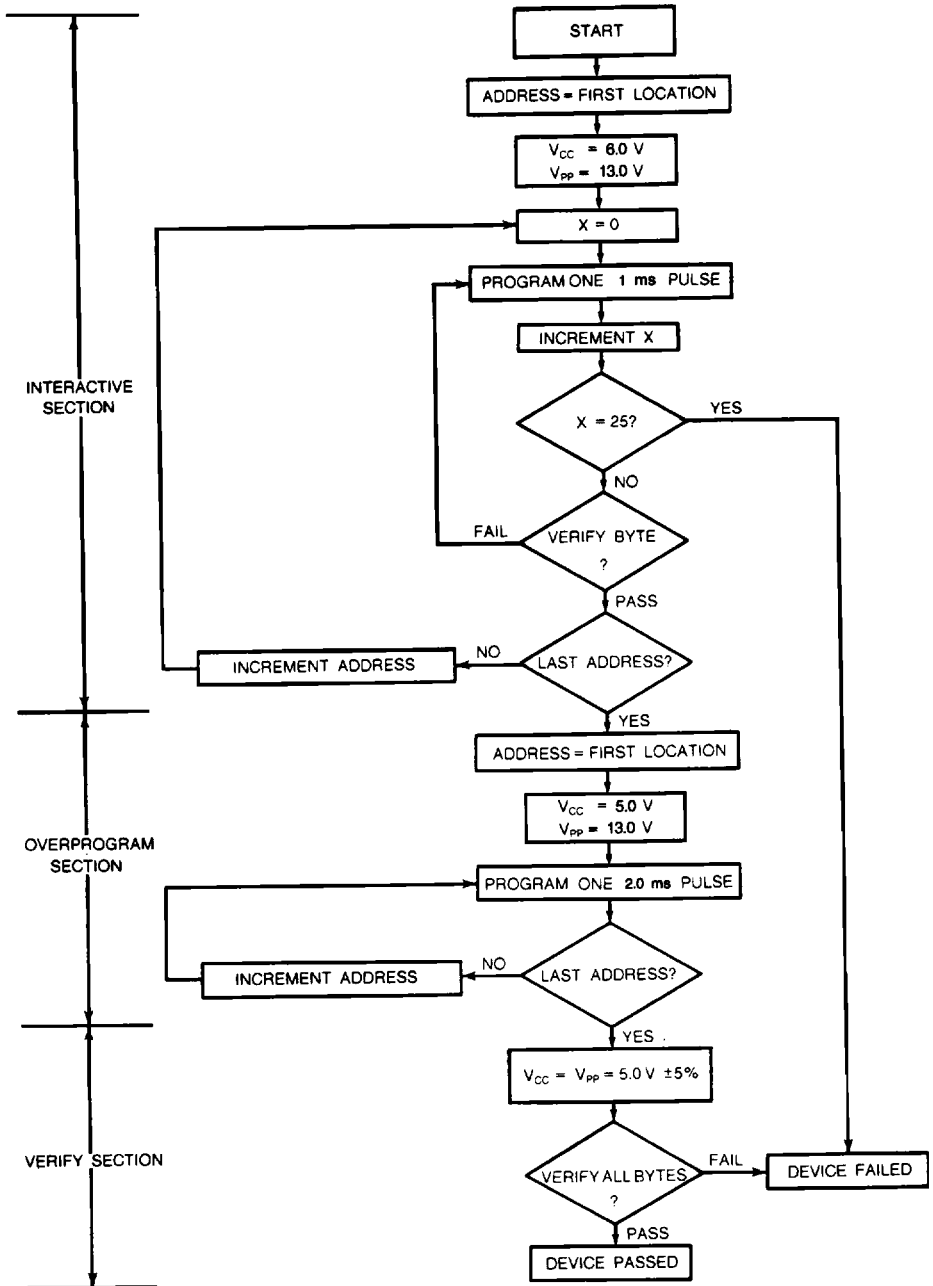 START
ADDRESS = FIRST LOCATION
VCC = 6.0 V
VPP = 13.0 V
X = 0
PROGRAM ONE 1 ms PULSE
INCREMENT X
INTERACTIVE
SECTION
X = 25?
YES
NO
FAIL
VERIFY BYTE
?
PASS
INCREMENT ADDRESS
NO
LAST ADDRESS?
YES
ADDRESS = FIRST LOCATION
VCC = 5.0 V
VPP = 13.0 V
OVERPROGRAM
SECTION
PROGRAM ONE 2.0 ms PULSE
INCREMENT ADDRESS
NO
LAST ADDRESS?
YES
VCC = VPP = 5.0 V ±5%
VERIFY SECTION
VERIFY ALL BYTES
?
FAIL
DEVICE FAILED
PASS
DEVICE PASSED